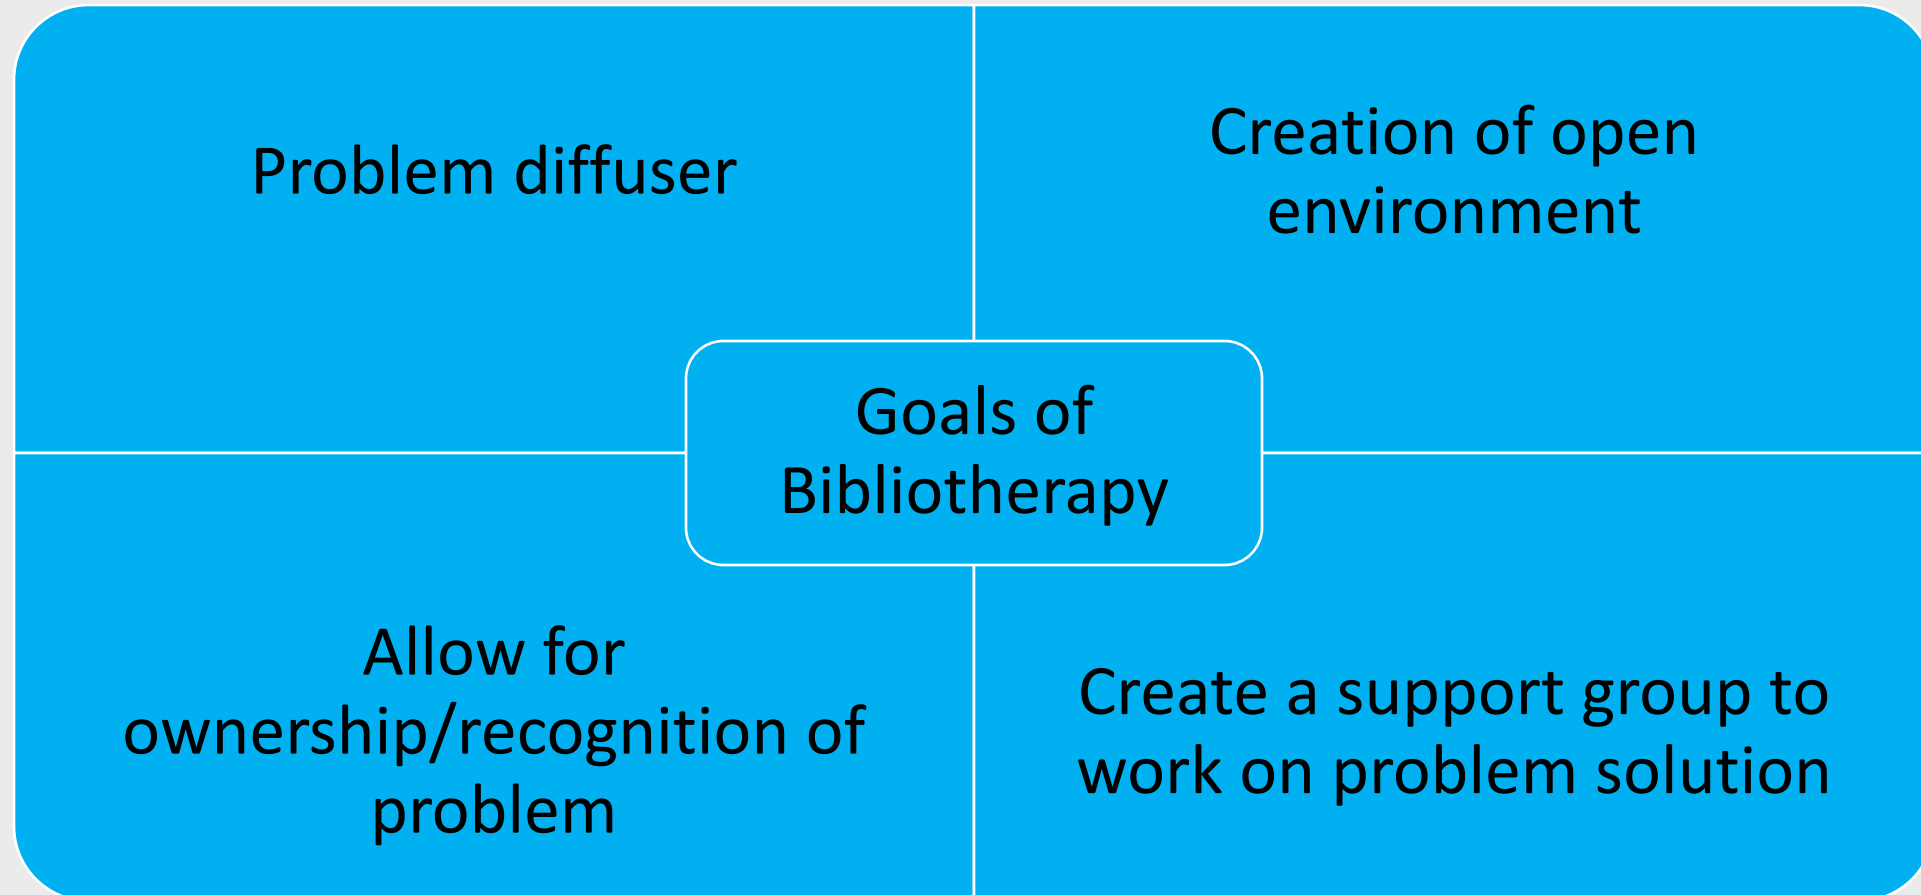 Problem diffuser
Creation of open
environment
Goals of
Bibliotherapy
Allow for
ownership/recognition of
problem
Create a support group to
work on problem solution